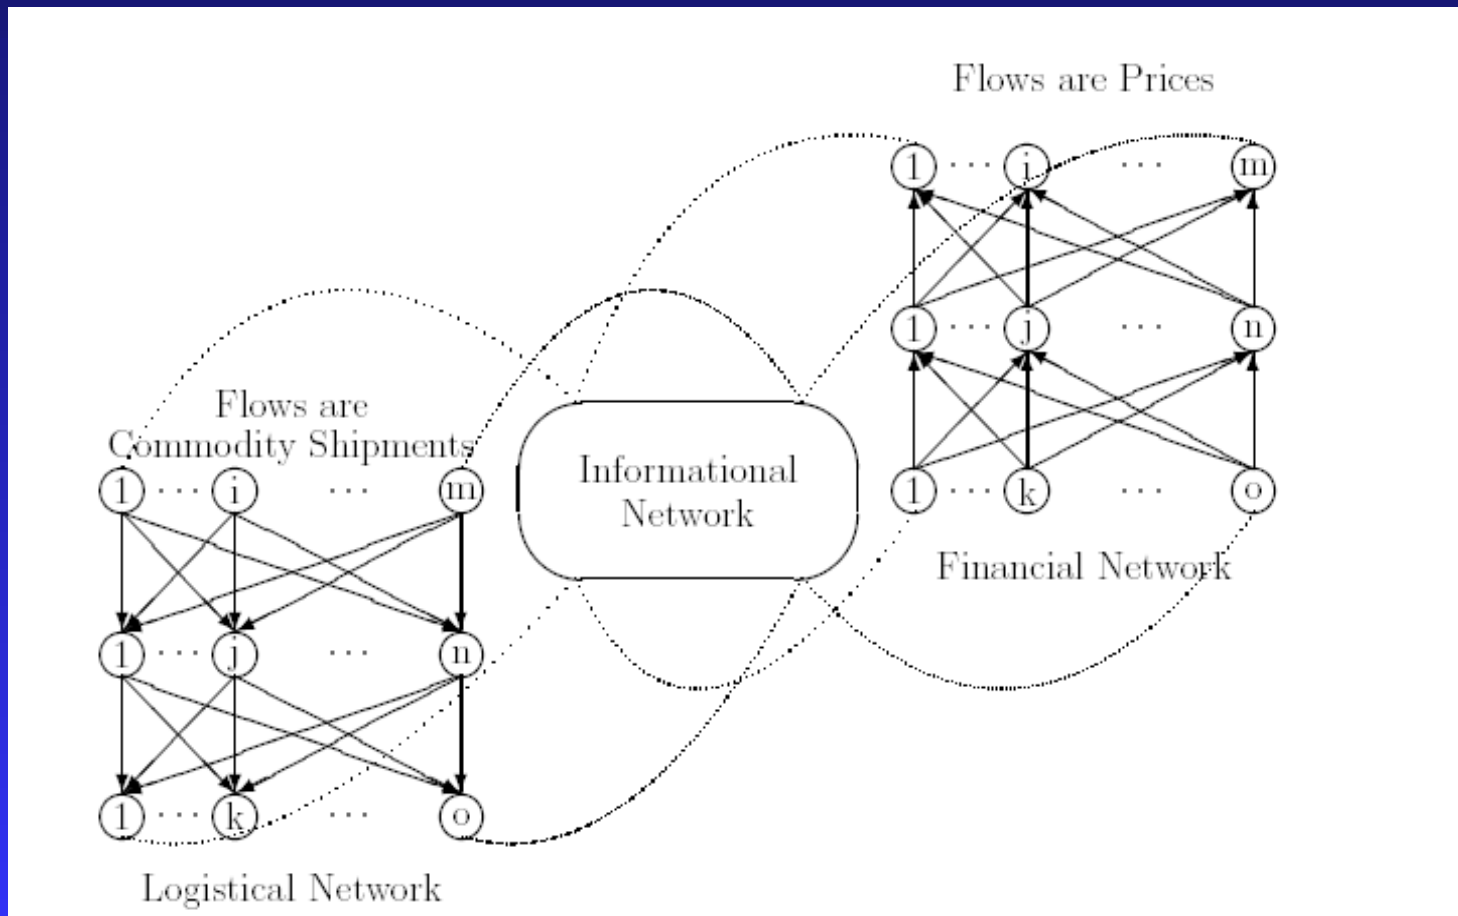 Flows are Prices
1 ··· i ··· m
1 ··· j ··· n
1 ··· k ··· o
Financial Network
Informational
Network
Flows are
Commodity Shipments
1 ··· i ··· m
1 ··· j ··· n
1 ··· k ··· o
Logistical Network